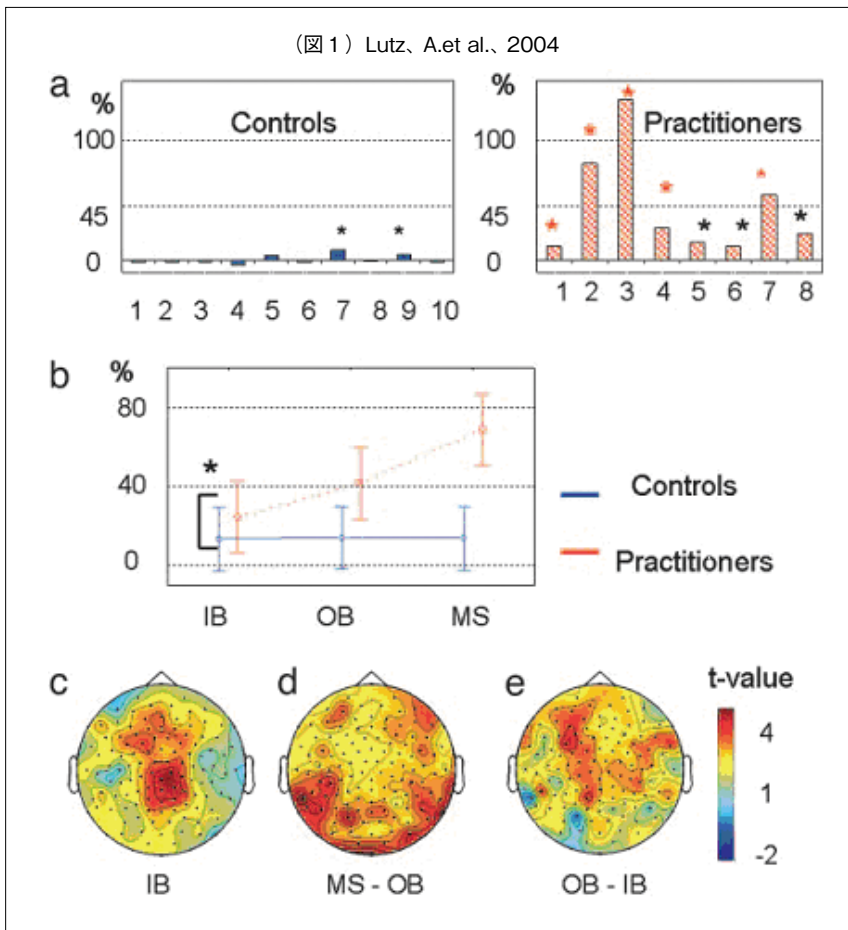 （図１）Lutz、A.et al.、2004
a
%
Controls
100
45
0
* *
1 2 3 4 5 6 7 8 9 10
%
Practitioners
100
45
0
* * * * * * * *
1 2 3 4 5 6 7 8
b
%
80
40
0
*
IB OB MS
Controls
Practitioners
c d e
t-value
4
1
-2
IB MS - OB OB - IB